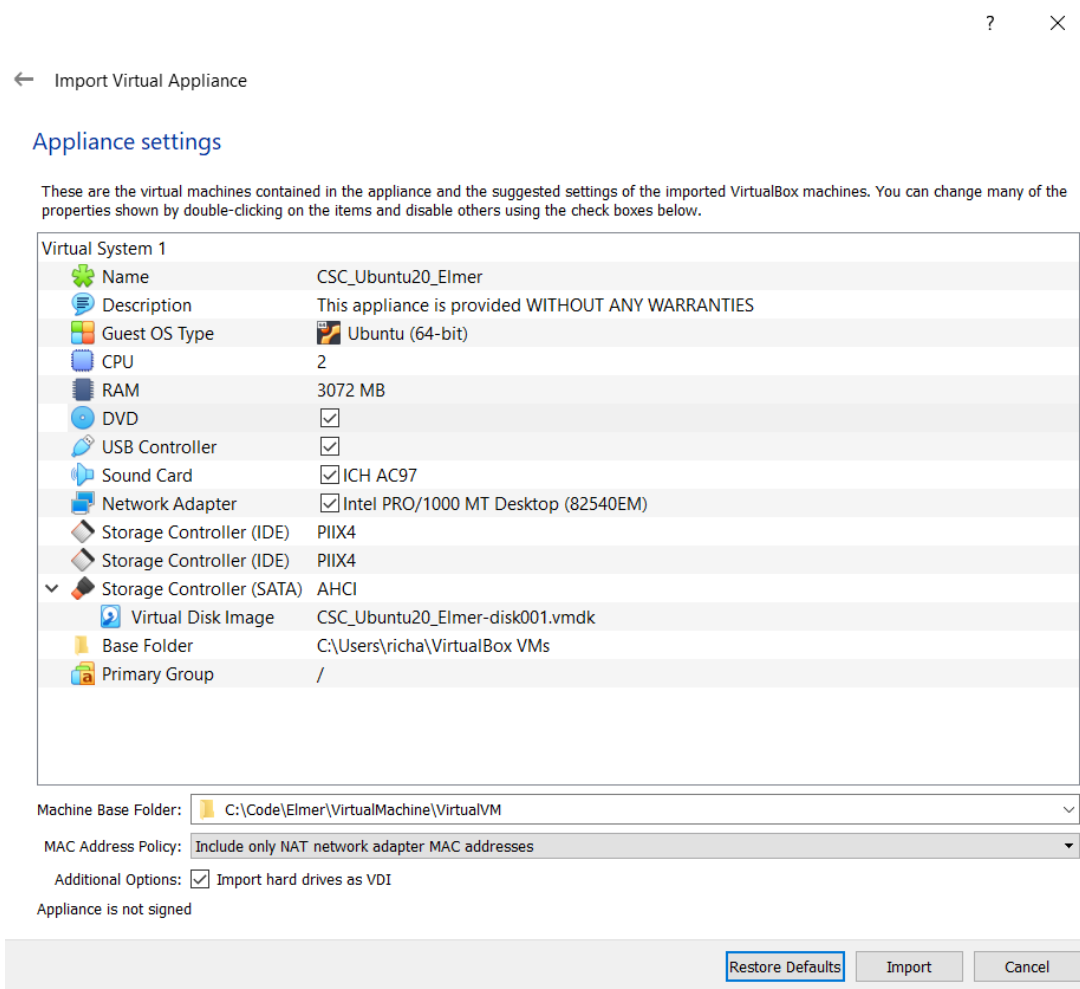 ?
Import Virtual Appliance
Appliance settings
These are the virtual machines contained in the appliance and the suggested settings of the imported VirtualBox machines. You can change many of the
properties shown by double-clicking on the items and disable others using the check boxes below.
Virtual System 1
Name CSC_Ubuntu20_Elmer
Description This appliance is provided WITHOUT ANY WARRANTIES
Guest OS Type Ubuntu (64-bit)
CPU 2
RAM 3072 MB
DVD
USB Controller
Sound Card ICH AC97
Network Adapter Intel PRO/1000 MT Desktop (82540EM)
Storage Controller (IDE) PIIX4
Storage Controller (IDE) PIIX4
Storage Controller (SATA) AHCI
Virtual Disk Image CSC_Ubuntu20_Elmer-disk001.vmdk
Base Folder C:\Users\richa\VirtualBox VMs
Primary Group /
Machine Base Folder: C:\Code\Elmer\VirtualMachine\VirtualVM
MAC Address Policy: Include only NAT network adapter MAC addresses
Additional Options: Import hard drives as VDI
Appliance is not signed
Restore Defaults Import Cancel